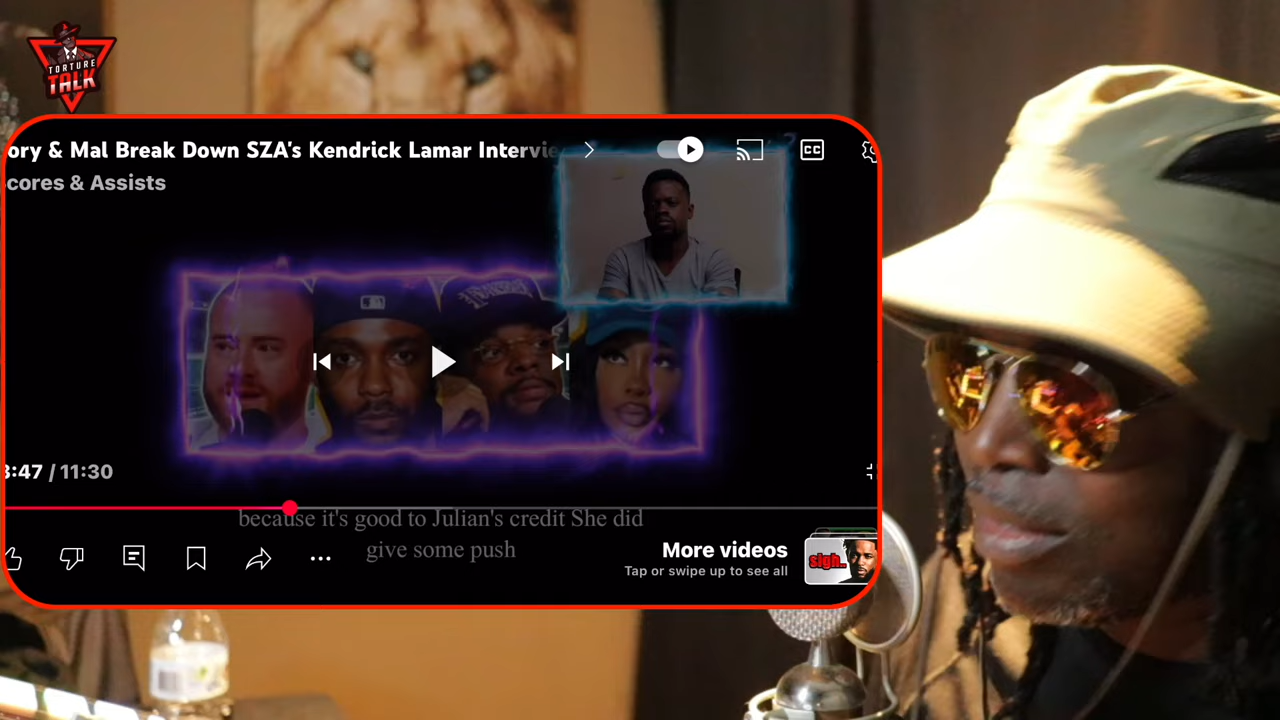 TORTURE
TALK
ory & Mal Break Down SZA's Kendrick Lamar Intervie
cores & Assists
CC
3:47 / 11:30
because it's good to Julian's credit She did
give some push
More videos
Tap or swipe up to see all
sigh..